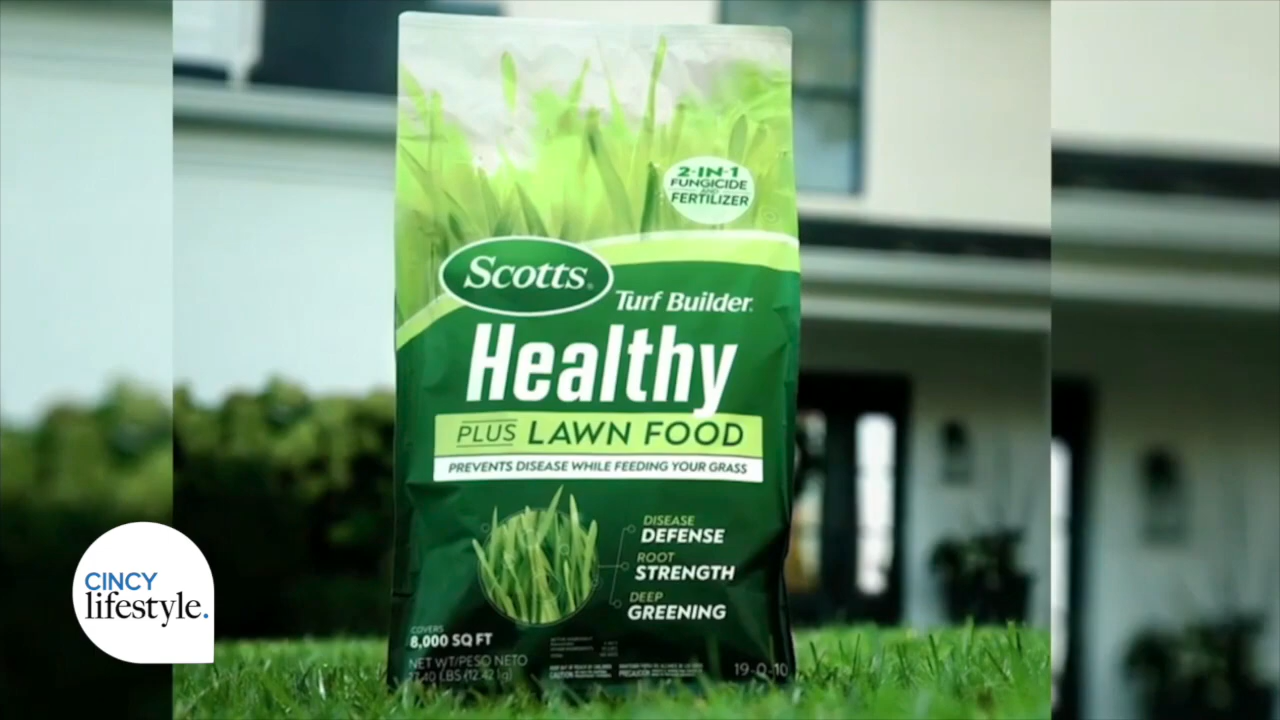 2-IN-1
FUNGICIDE
AND
FERTILIZER
Scotts
Turf Builder
Healthy
PLUS LAWN FOOD
PREVENTS DISEASE WHILE FEEDING YOUR GRASS
DISEASE
DEFENSE
ROOT
STRENGTH
DEEP
GREENING
COVERS
8,000 SQ FT
NET WT/PESO NETO
LBS
19-0-10
CINCY
lifestyle.